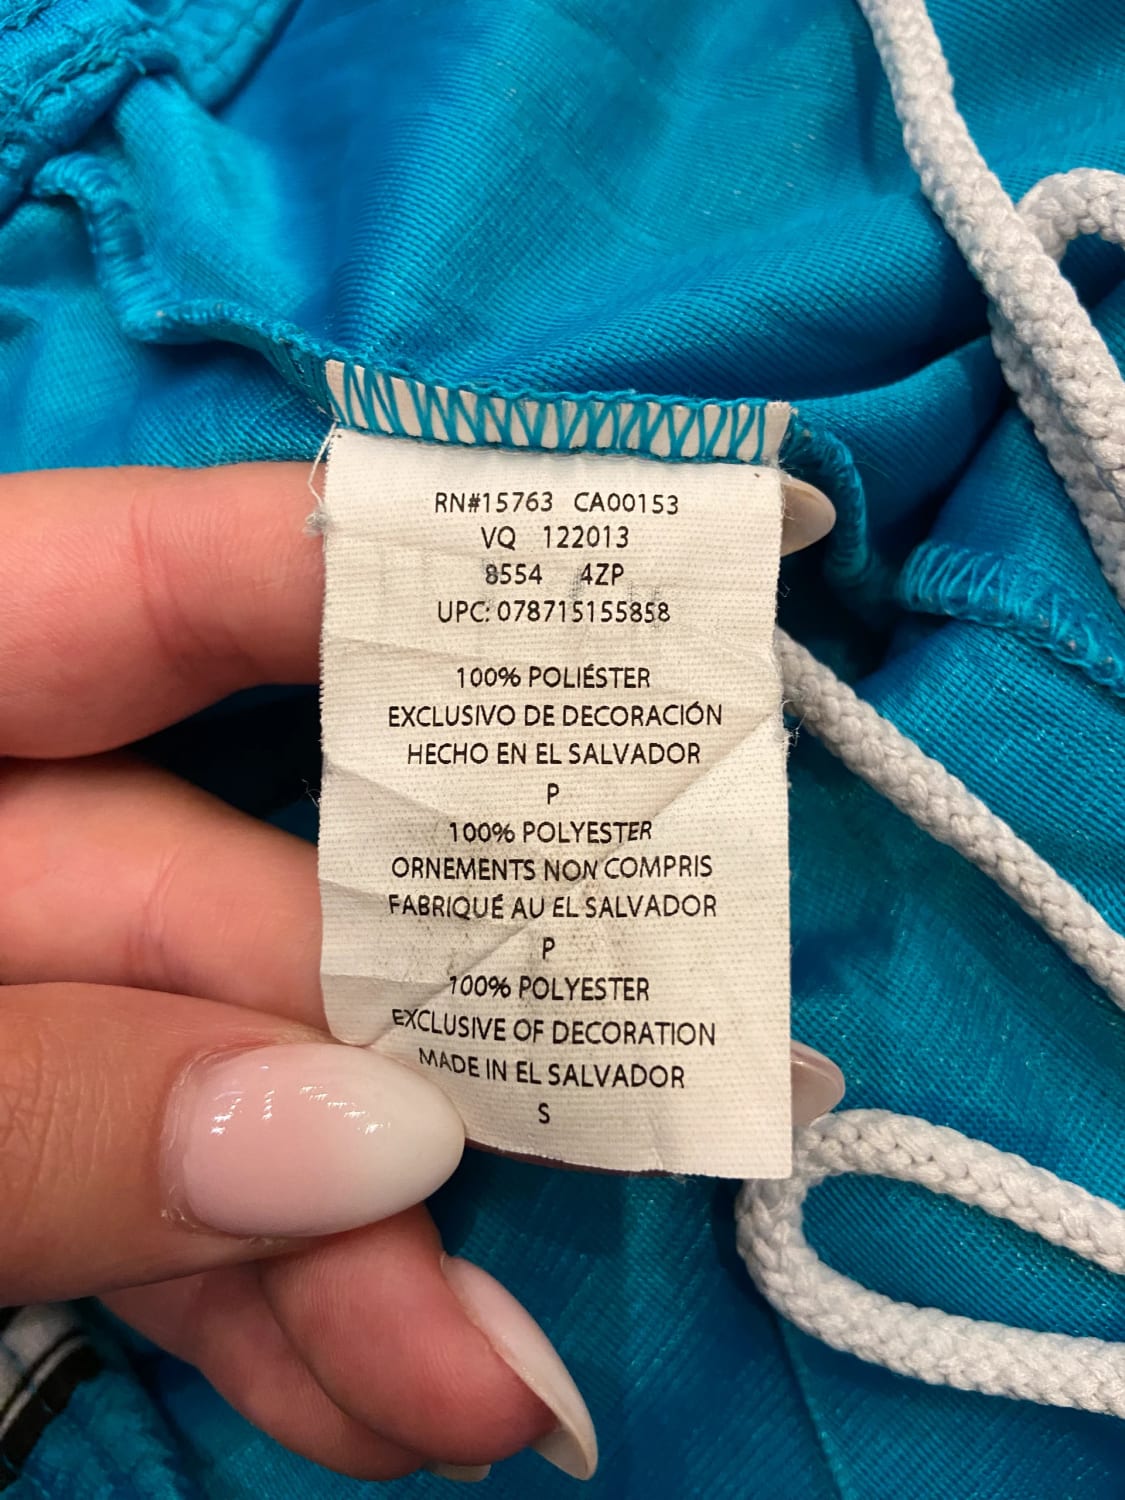 RN#15763 CA00153
VQ 122013
8554 4ZP
UPC: 078715155858
100% POLIÉSTER
EXCLUSIVO DE DECORACIÓN
HECHO EN EL SALVADOR
P
100% POLYESTER
ORNEMENTS NON COMPRIS
FABRIQUÉ AU EL SALVADOR
P
100% POLYESTER
EXCLUSIVE OF DECORATION
MADE IN EL SALVADOR
S